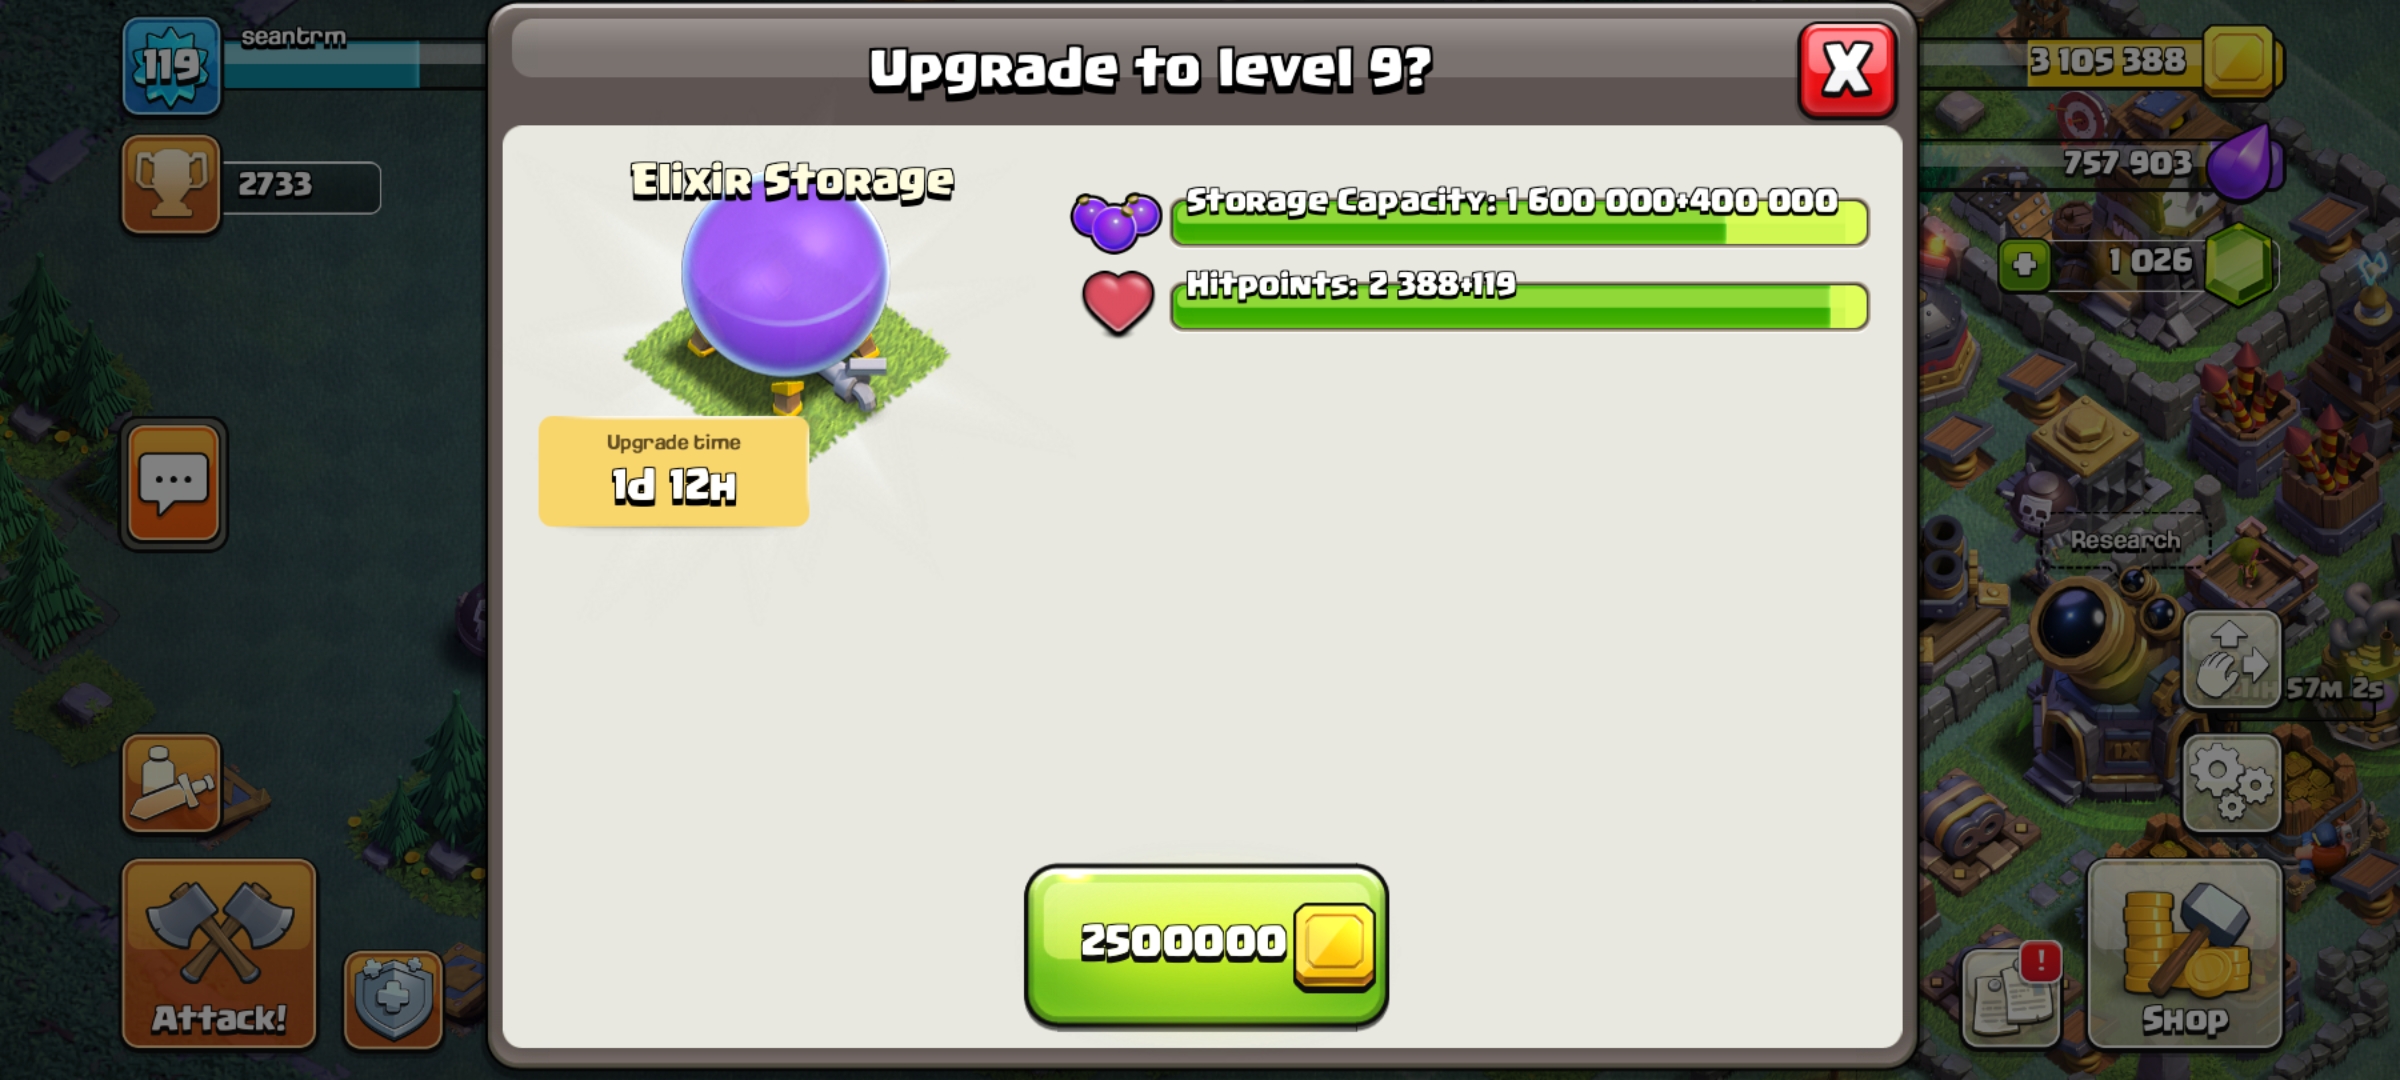 119
seantrm
Upgrade to level 9?
X
3 105 388
2733
Elixir Storage
Storage Capacity: 1 600 000+400 000
757 903
Hitpoints: 2 388+119
1 026
Upgrade time
1d 12H
Research
57M 2s
IX
2500000
Attack!
!
Shop